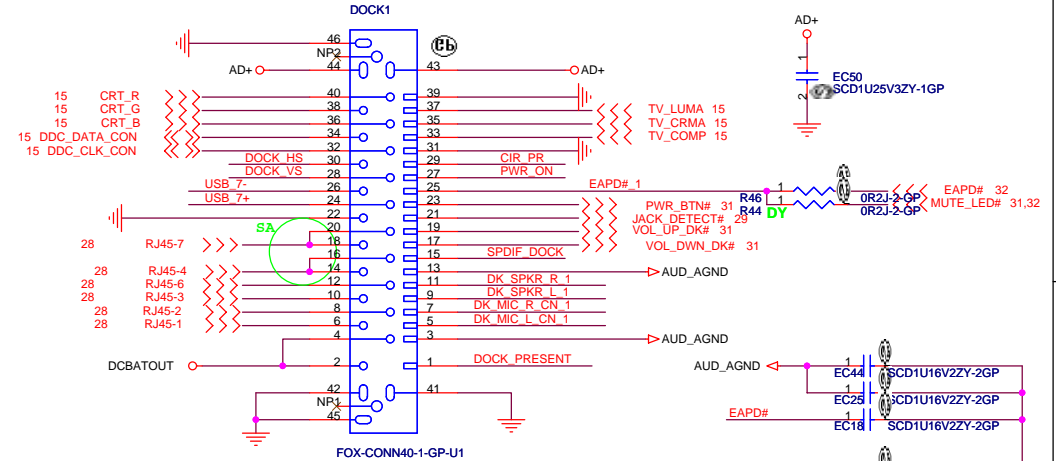 DOCK1
AD+
46
NP2
AD+ 44 43 AD+
EC50
SCD1U25V3ZY-1GP
1
2
15 CRT_R 40 39
15 CRT_G 38 37 TV_LUMA 15
15 CRT_B 36 35 TV_CRMA 15
15 DDC_DATA_CON 34 33 TV_COMP 15
15 DDC_CLK_CON 32 31
DOCK_HS 30 29 CIR_PR
DOCK_VS 28 27 PWR_ON
USB_7- 26 25 EAPD#_1 R46 1 0R2J-2-GP EAPD# 32
USB_7+ 24 23 PWR_BTN# 31 R44 1 DY 0R2J-2-GP MUTE_LED# 31,32
22 21 JACK_DETECT# 29
SA 20 19 VOL_UP_DK# 31
28 RJ45-7 18 17 VOL_DWN_DK# 31
16 15 SPDIF_DOCK
28 RJ45-4 14 13 AUD_AGND
28 RJ45-6 12 11 DK_SPKR_R_1
28 RJ45-3 10 9 DK_SPKR_L_1
28 RJ45-2 8 7 DK_MIC_R_CN_1
28 RJ45-1 6 5 DK_MIC_L_CN_1
4 3 AUD_AGND
DCBATOUT 2 1 DOCK_PRESENT
AUD_AGND EC44 1 SCD1U16V2ZY-2GP
42 41
EC25 1 SCD1U16V2ZY-2GP
NP1
45
EAPD# EC18 1 SCD1U16V2ZY-2GP
FOX-CONN40-1-GP-U1